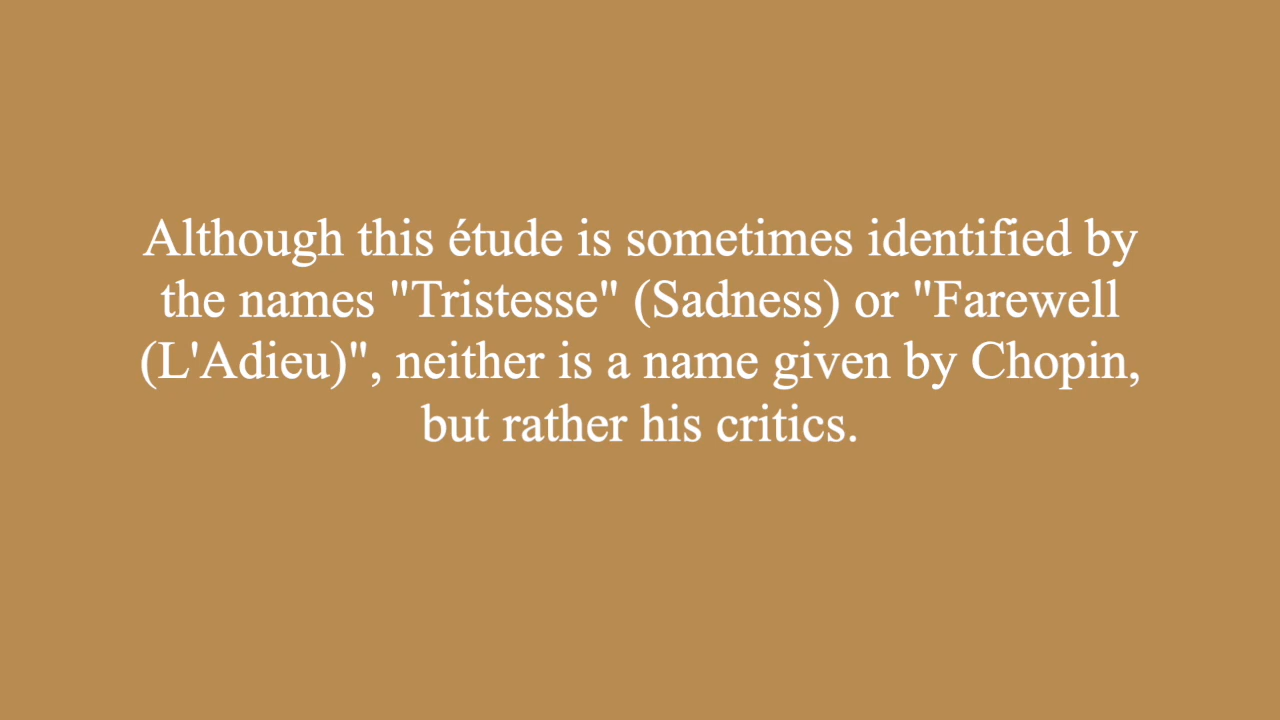 Although this étude is sometimes identified by
the names "Tristesse" (Sadness) or "Farewell
(L'Adieu)", neither is a name given by Chopin,
but rather his critics.